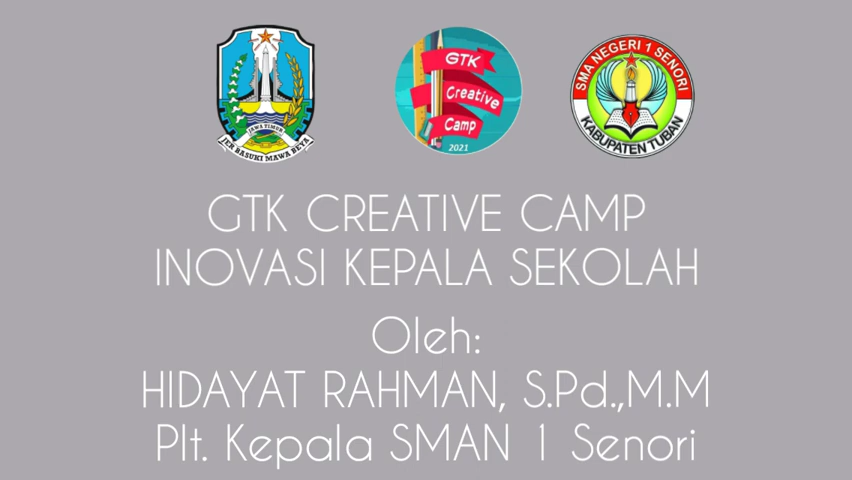 JAWA TIMUR
JER BASUKI MAWA BEYA
GTK
Creative
Camp
2021
SMA NEGERI 1 SENORI
KABUPATEN TUBAN
GTK CREATIVE CAMP
INOVASI KEPALA SEKOLAH
Oleh:
HIDAYAT RAHMAN, S.Pd.,M.M
Plt. Kepala SMAN 1 Senori